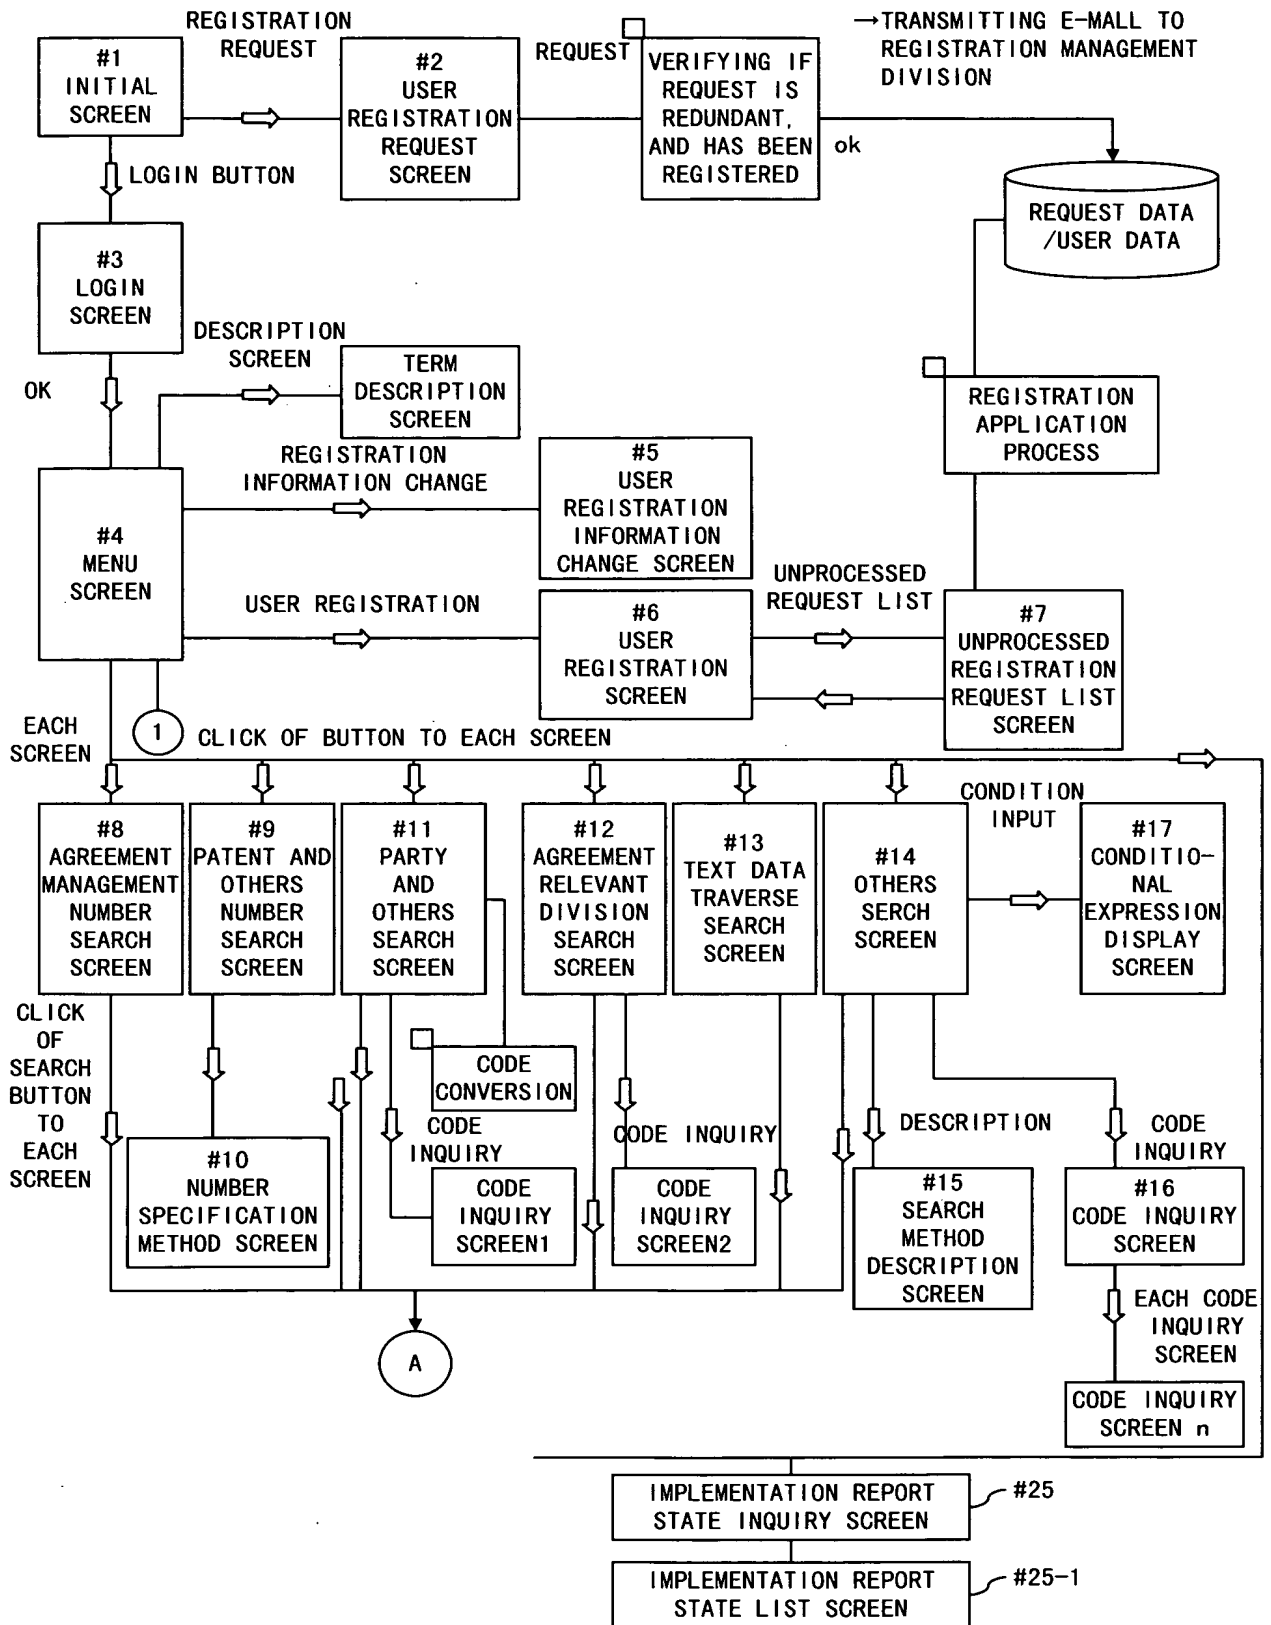 REGISTRATION
REQUEST
#1
INITIAL
SCREEN
#2
USER
REGISTRATION
REQUEST
SCREEN
REQUEST
VERIFYING IF
REQUEST IS
REDUNDANT,
AND HAS BEEN
REGISTERED
→TRANSMITTING E-MALL TO
REGISTRATION MANAGEMENT
DIVISION
ok
LOGIN BUTTON
REQUEST DATA
/USER DATA
#3
LOGIN
SCREEN
OK
DESCRIPTION
SCREEN
TERM
DESCRIPTION
SCREEN
REGISTRATION
APPLICATION
PROCESS
REGISTRATION
INFORMATION CHANGE
#5
USER
REGISTRATION
INFORMATION
CHANGE SCREEN
#4
MENU
SCREEN
USER REGISTRATION
#6
USER
REGISTRATION
SCREEN
UNPROCESSED
REQUEST LIST
#7
UNPROCESSED
REGISTRATION
REQUEST LIST
SCREEN
EACH
SCREEN
1
CLICK OF BUTTON TO EACH SCREEN
#8
AGREEMENT
MANAGEMENT
NUMBER
SEARCH
SCREEN
#9
PATENT AND
OTHERS
NUMBER
SEARCH
SCREEN
#11
PARTY
AND
OTHERS
SEARCH
SCREEN
#12
AGREEMENT
RELEVANT
DIVISION
SEARCH
SCREEN
#13
TEXT DATA
TRAVERSE
SEARCH
SCREEN
#14
OTHERS
SERCH
SCREEN
CONDITION
INPUT
#17
CONDITIO-
NAL
EXPRESSION
DISPLAY
SCREEN
CLICK
OF
SEARCH
BUTTON
TO
EACH
SCREEN
#10
NUMBER
SPECIFICATION
METHOD SCREEN
CODE
CONVERSION
CODE
INQUIRY
CODE
INQUIRY
SCREEN1
CODE INQUIRY
CODE
INQUIRY
SCREEN2
DESCRIPTION
#15
SEARCH
METHOD
DESCRIPTION
SCREEN
CODE
INQUIRY
#16
CODE INQUIRY
SCREEN
EACH CODE
INQUIRY
SCREEN
CODE INQUIRY
SCREEN n
A
IMPLEMENTATION REPORT
STATE INQUIRY SCREEN
#25
IMPLEMENTATION REPORT
STATE LIST SCREEN
#25-1